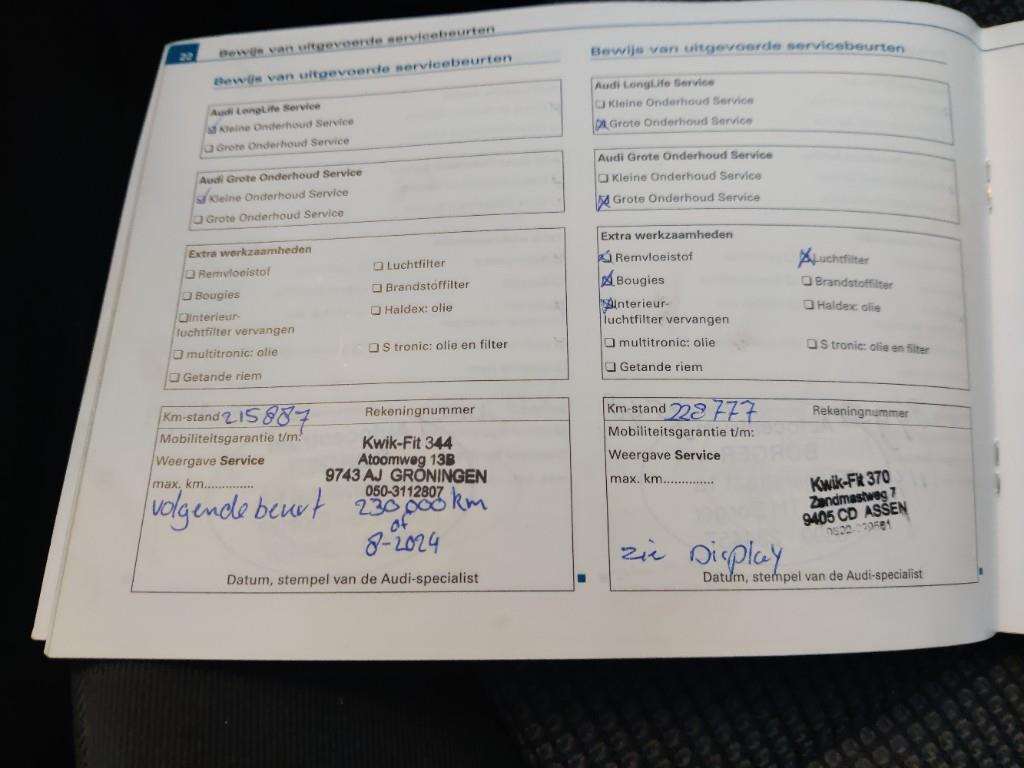 22 Bewijs van uitgevoerde servicebeurten
Bewijs van uitgevoerde servicebeurten
Audi LongLife Service
☑ Kleine Onderhoud Service
❏ Grote Onderhoud Service
Audi Grote Onderhoud Service
☑ Kleine Onderhoud Service
❏ Grote Onderhoud Service
Extra werkzaamheden
❏ Remvloeistof ❏ Luchtfilter
❏ Bougies ❏ Brandstoffilter
❏ Interieur- ❏ Haldex: olie
luchtfilter vervangen
❏ multitronic: olie ❏ S tronic: olie en filter
❏ Getande riem
Km-stand 215887 Rekeningnummer
Mobiliteitsgarantie t/m:
Weergave Service
max. km..............
Kwik-Fit 344
Atoomweg 13B
9743 AJ GRONINGEN
050-3112807
volgende beurt 230000 km
of
8-2024
Datum, stempel van de Audi-specialist
Bewijs van uitgevoerde servicebeurten
Audi LongLife Service
❏ Kleine Onderhoud Service
☒ Grote Onderhoud Service
Audi Grote Onderhoud Service
❏ Kleine Onderhoud Service
☒ Grote Onderhoud Service
Extra werkzaamheden
☒ Remvloeistof ☒ Luchtfilter
☒ Bougies ❏ Brandstoffilter
☒ Interieur- ❏ Haldex: olie
luchtfilter vervangen
❏ multitronic: olie ❏ S tronic: olie en filter
❏ Getande riem
Km-stand 228777 Rekeningnummer
Mobiliteitsgarantie t/m:
Weergave Service
max. km..............
Kwik-Fit 370
Zendmastweg 7
9405 CD ASSEN
zie Display
Datum, stempel van de Audi-specialist